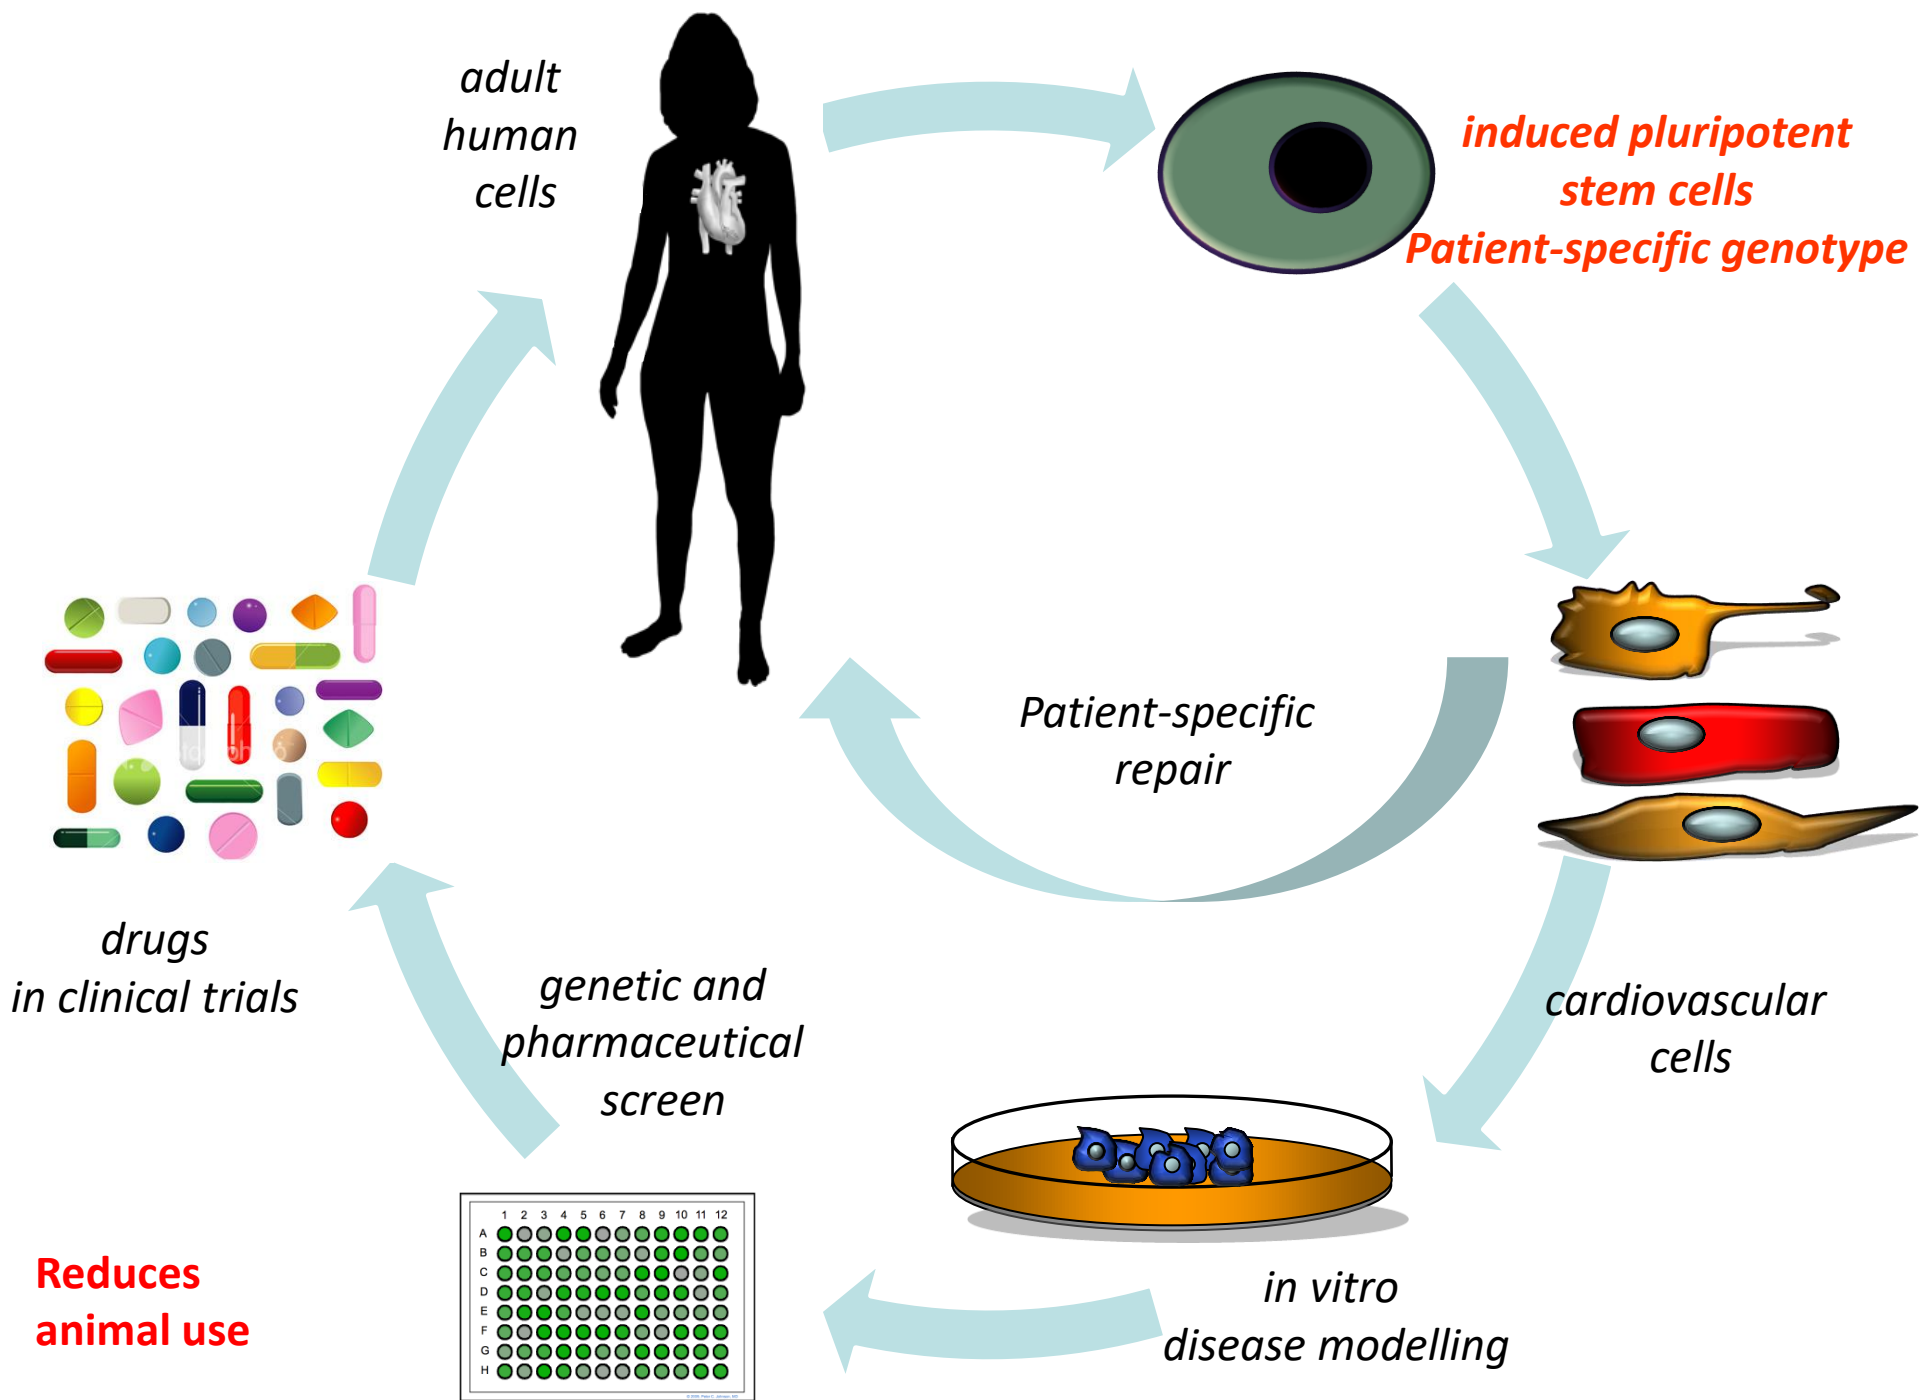 adult
human
cells
induced pluripotent
stem cells
Patient-specific genotype
Patient-specific
repair
drugs
in clinical trials
genetic and
pharmaceutical
screen
cardiovascular
cells
in vitro
disease modelling
Reduces
animal use
1 2 3 4 5 6 7 8 9 10 11 12
A
B
C
D
E
F
G
H